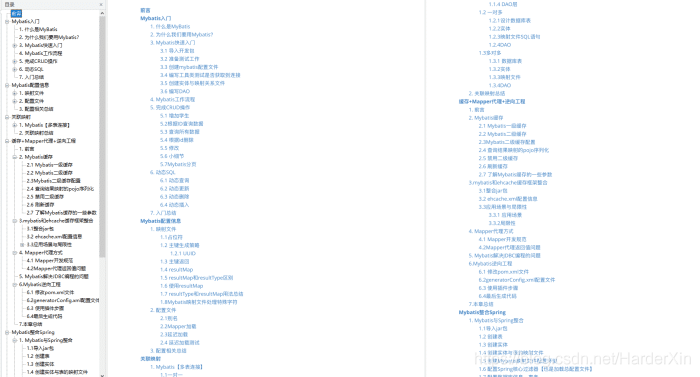 目录
前言
Mybatis入门
1. 什么是MyBatis
2. 为什么我们要用Mybatis?
3. Mybatis快速入门
4. Mybatis工作流程
5. 完成CRUD操作
6. 动态SQL
7. 入门总结
Mybatis配置信息
1. 映射文件
2. 配置文件
3. 配置相关总结
关联映射
1. Mybatis【多表连接】
2. 关联映射总结
缓存+Mapper代理+逆向工程
1. 前言
2. Mybatis缓存
2.1 Mybatis一级缓存
2.2 Mybatis二级缓存
2.3Mybatis二级缓存配置
2.4 查询结果映射的pojo序列化
2.5 禁用二级缓存
2.6 刷新缓存
2.7 了解Mybatis缓存的一些参数
3.mybatis和ehcache缓存框架整合
3.1整合jar包
3.2 ehcache.xml配置信息
3.3应用场景与局限性
4. Mapper代理方式
4.1 Mapper开发规范
4.2Mapper代理返回值问题
5. Mybatis解决JDBC编程的问题
6.Mybatis逆向工程
6.1 修改pom.xml文件
6.2generatorConfig.xml配置文件
6.3 使用插件步骤
6.4最后生成代码
7.本章总结
Mybatis整合Spring
1. Mybatis与Spring整合
1.1导入jar包
1.2 创建表
1.3 创建实体
1.4 创建实体与表的映射文件
前言
Mybatis入门
1. 什么是MyBatis
2. 为什么我们要用Mybatis?
3. Mybatis快速入门
3.1 导入开发包
3.2 准备测试工作
3.3 创建mybatis配置文件
3.4 编写工具类测试是否获取到连接
3.5 创建实体与映射关系文件
3.6 编写DAO
4. Mybatis工作流程
5. 完成CRUD操作
5.1 增加学生
5.2根据ID查询数据
5.3 查询所有数据
5.4 根据id删除
5.5 修改
5.6 小细节
5.7Mybatis分页
6. 动态SQL
6.1 动态查询
6.2 动态更新
6.3 动态删除
6.4 动态插入
7. 入门总结
Mybatis配置信息
1. 映射文件
1.1占位符
1.2 主键生成策略
1.2.1 UUID
1.3 主键返回
1.4 resultMap
1.5 resultMap和resultType区别
1.6 使用resultMap
1.7 resultType和resultMap用法总结
1.8Mybatis映射文件处理特殊字符
2. 配置文件
2.1别名
2.2Mapper加载
2.3延迟加载
2.4 延迟加载测试
3. 配置相关总结
关联映射
1. Mybatis【多表连接】
1.1一对一
1.1.4 DAO层
1.2 一对多
1.2.1设计数据库表
1.2.2实体
1.2.3映射文件SQL语句
1.2.4DAO
1.3多对多
1.3.1 数据库表
1.3.2实体
1.3.3映射文件
1.3.4DAO
2. 关联映射总结
缓存+Mapper代理+逆向工程
1. 前言
2. Mybatis缓存
2.1 Mybatis一级缓存
2.2 Mybatis二级缓存
2.3Mybatis二级缓存配置
2.4 查询结果映射的pojo序列化
2.5 禁用二级缓存
2.6 刷新缓存
2.7 了解Mybatis缓存的一些参数
3.mybatis和ehcache缓存框架整合
3.1整合jar包
3.2 ehcache.xml配置信息
3.3应用场景与局限性
3.3.1 应用场景
3.3.2局限性
4. Mapper代理方式
4.1 Mapper开发规范
4.2Mapper代理返回值问题
5. Mybatis解决JDBC编程的问题
6.Mybatis逆向工程
6.1 修改pom.xml文件
6.2generatorConfig.xml配置文件
6.3 使用插件步骤
6.4最后生成代码
7.本章总结
Mybatis整合Spring
1. Mybatis与Spring整合
1.1导入jar包
1.2 创建表
1.3 创建实体
1.4 创建实体与表的映射文件
1.6 配置Spring核心过滤器【也是加载总配置文件】
csdn.net/HarderXin